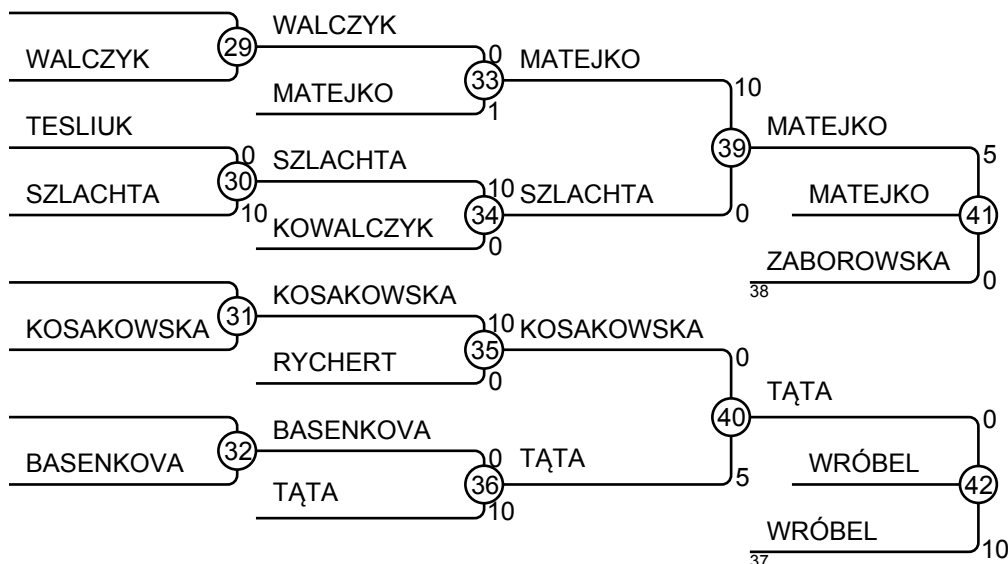 WALCZYK
29
WALCZYK
0
33
MATEJKO
1
MATEJKO
10
TESLIUK
0
30
SZLACHTA
10
SZLACHTA
10
34
KOWALCZYK
0
SZLACHTA
0
39
MATEJKO
5
MATEJKO
41
ZABOROWSKA
0
38
31
KOSAKOWSKA
KOSAKOWSKA
10
35
RYCHERT
0
KOSAKOWSKA
0
40
TĄTA
0
32
BASENKOVA
BASENKOVA
0
36
TĄTA
10
TĄTA
5
WRÓBEL
42
WRÓBEL
10
37